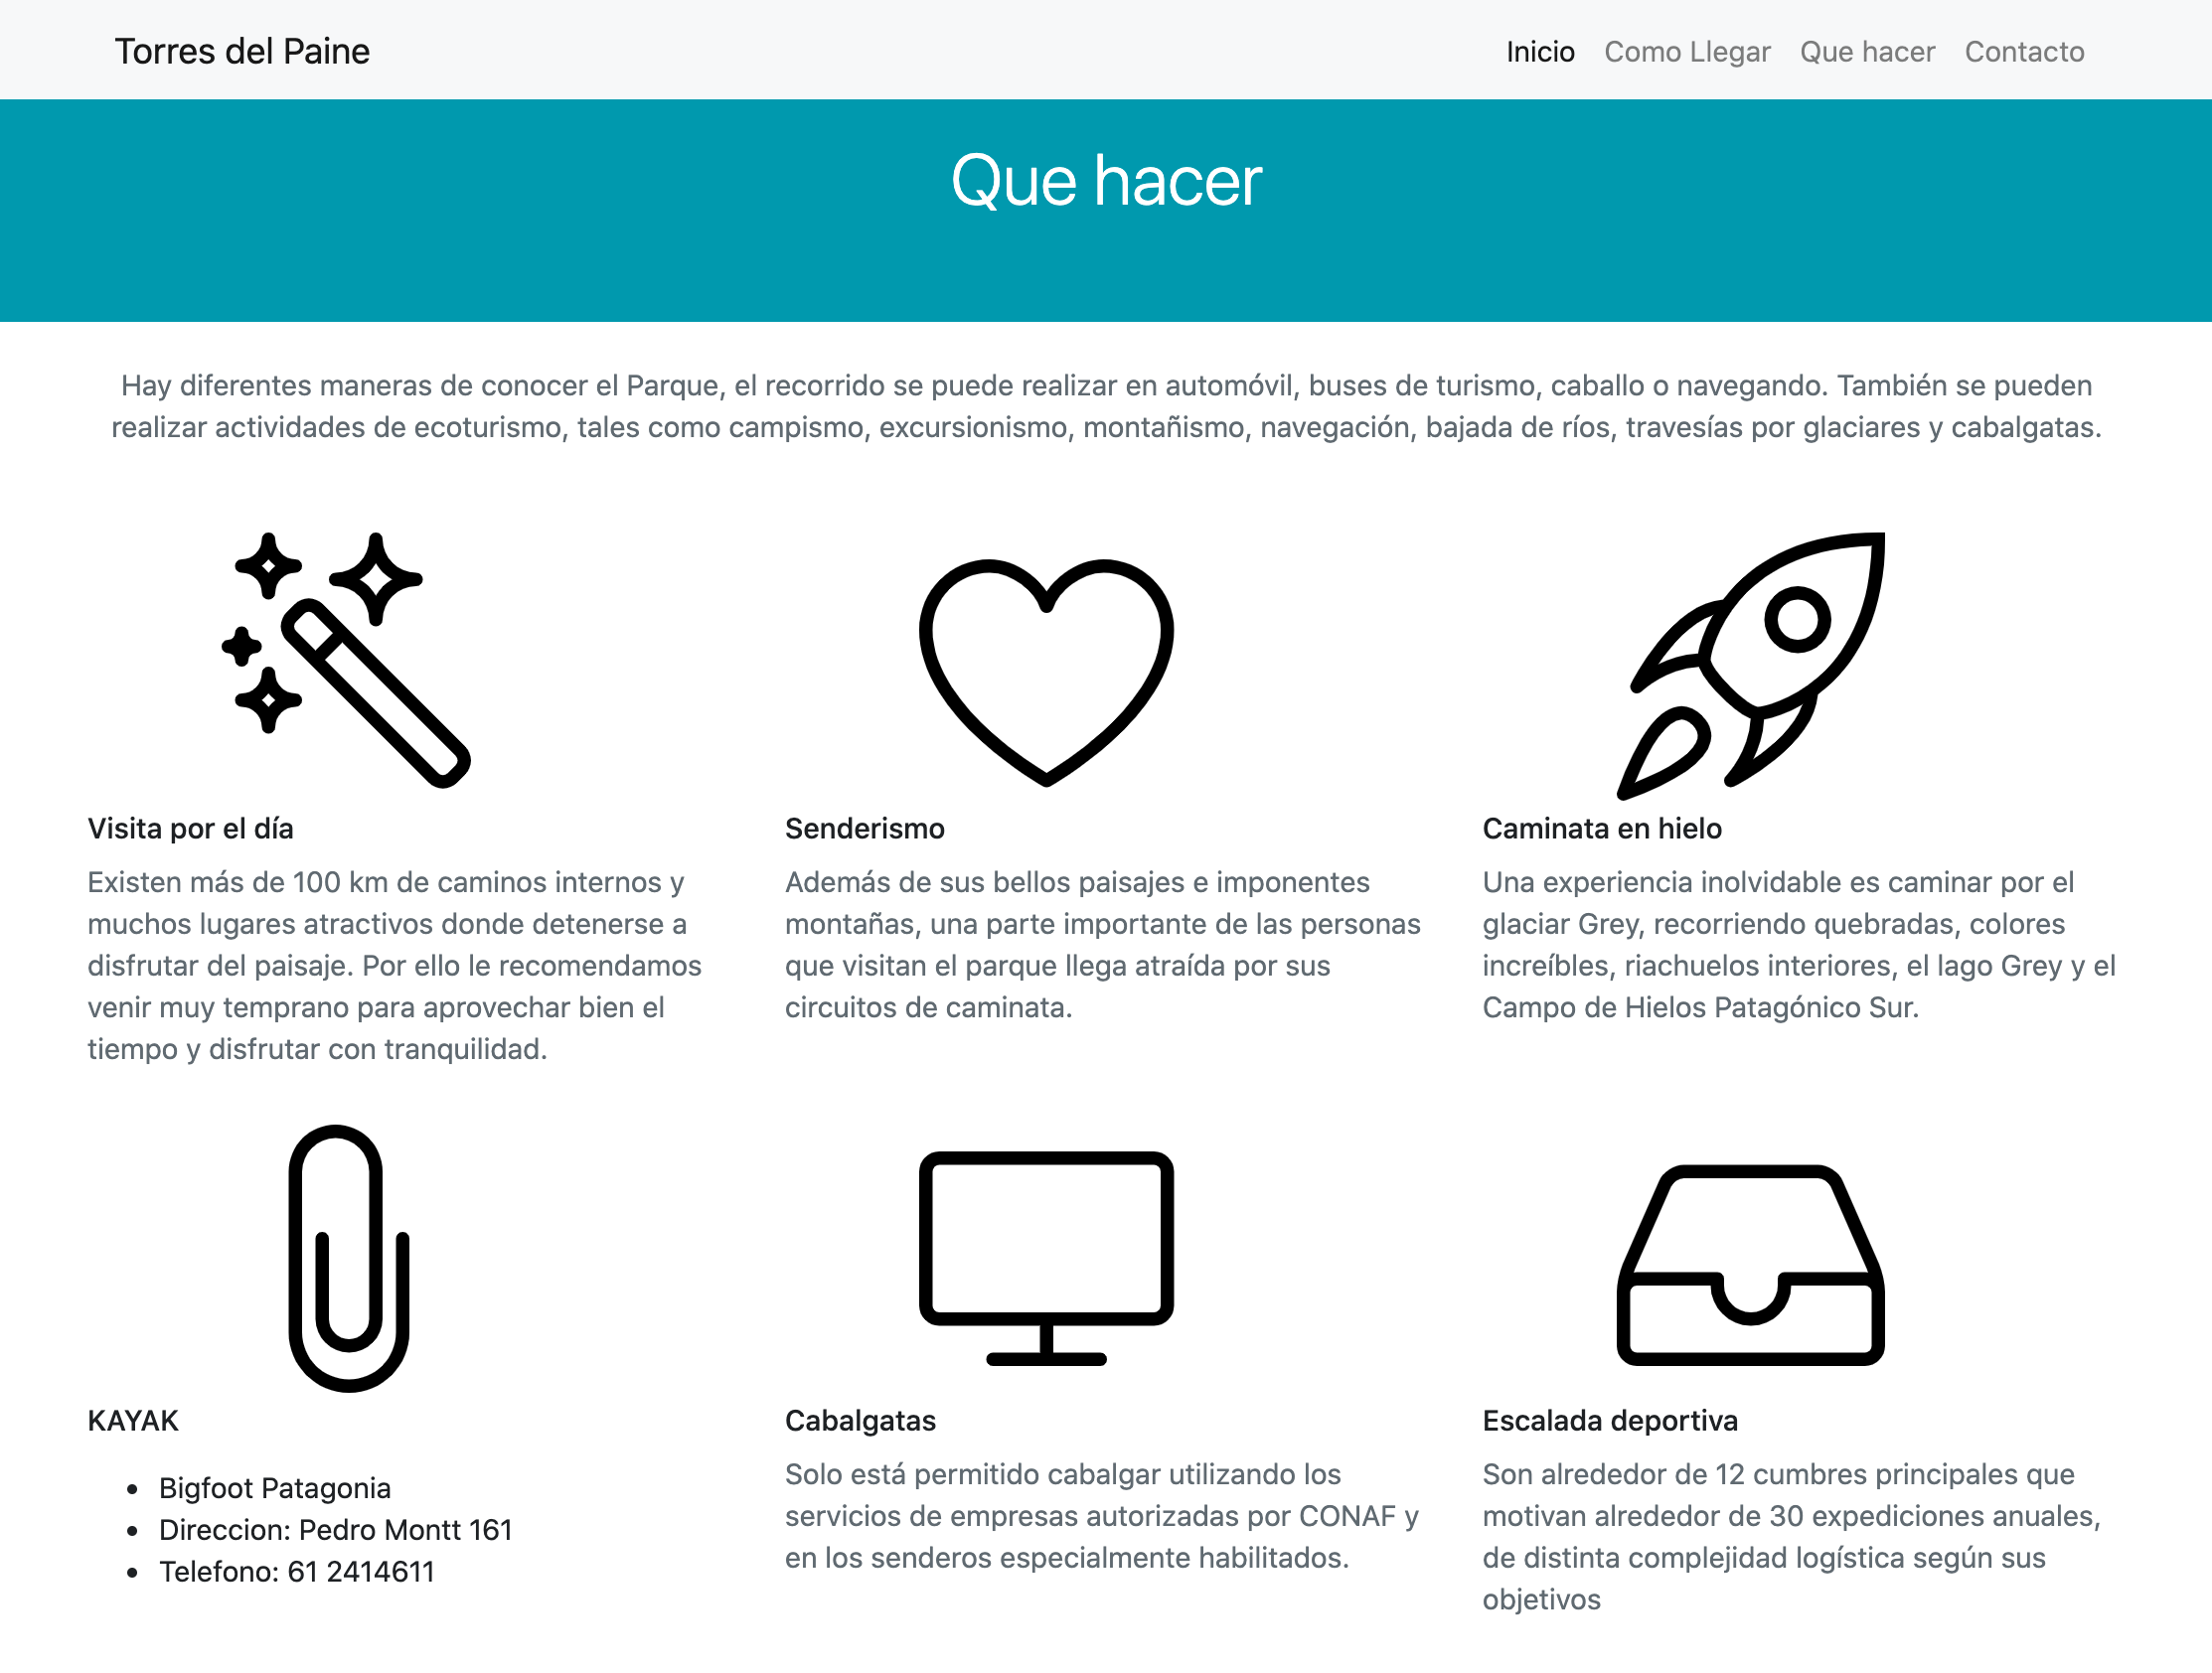 Torres del Paine
Inicio Como Llegar Que hacer Contacto
Que hacer
Hay diferentes maneras de conocer el Parque, el recorrido se puede realizar en automóvil, buses de turismo, caballo o navegando. También se pueden
realizar actividades de ecoturismo, tales como campismo, excursionismo, montañismo, navegación, bajada de ríos, travesías por glaciares y cabalgatas.
Visita por el día
Existen más de 100 km de caminos internos y
muchos lugares atractivos donde detenerse a
disfrutar del paisaje. Por ello le recomendamos
venir muy temprano para aprovechar bien el
tiempo y disfrutar con tranquilidad.
Senderismo
Además de sus bellos paisajes e imponentes
montañas, una parte importante de las personas
que visitan el parque llega atraída por sus
circuitos de caminata.
Caminata en hielo
Una experiencia inolvidable es caminar por el
glaciar Grey, recorriendo quebradas, colores
increíbles, riachuelos interiores, el lago Grey y el
Campo de Hielos Patagónico Sur.
KAYAK
• Bigfoot Patagonia
• Direccion: Pedro Montt 161
• Telefono: 61 2414611
Cabalgatas
Solo está permitido cabalgar utilizando los
servicios de empresas autorizadas por CONAF y
en los senderos especialmente habilitados.
Escalada deportiva
Son alrededor de 12 cumbres principales que
motivan alrededor de 30 expediciones anuales,
de distinta complejidad logística según sus
objetivos